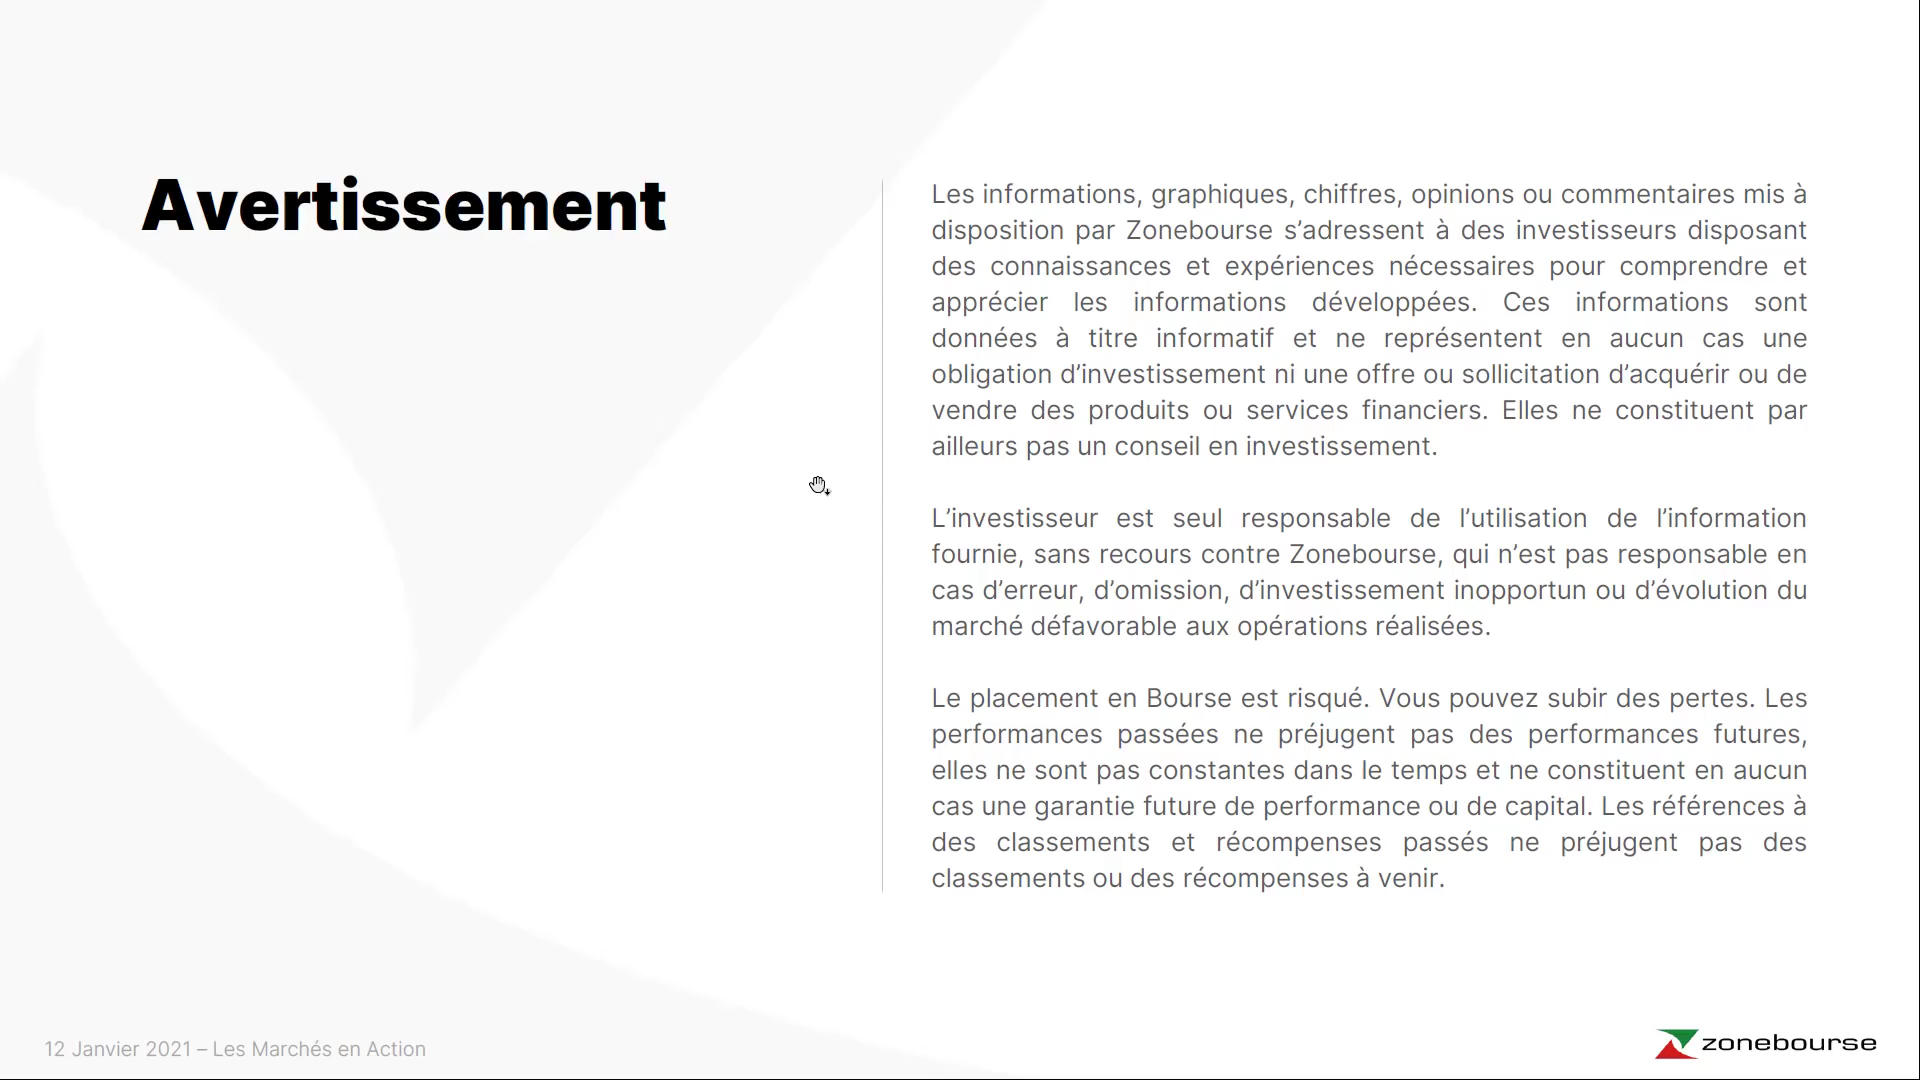 Avertissement
Les informations, graphiques, chiffres, opinions ou commentaires mis à
disposition par Zonebourse s’adressent à des investisseurs disposant
des connaissances et expériences nécessaires pour comprendre et
apprécier les informations développées. Ces informations sont
données à titre informatif et ne représentent en aucun cas une
obligation d’investissement ni une offre ou sollicitation d’acquérir ou de
vendre des produits ou services financiers. Elles ne constituent par
ailleurs pas un conseil en investissement.
L’investisseur est seul responsable de l’utilisation de l’information
fournie, sans recours contre Zonebourse, qui n’est pas responsable en
cas d’erreur, d’omission, d’investissement inopportun ou d’évolution du
marché défavorable aux opérations réalisées.
Le placement en Bourse est risqué. Vous pouvez subir des pertes. Les
performances passées ne préjugent pas des performances futures,
elles ne sont pas constantes dans le temps et ne constituent en aucun
cas une garantie future de performance ou de capital. Les références à
des classements et récompenses passés ne préjugent pas des
classements ou des récompenses à venir.
12 Janvier 2021 – Les Marchés en Action
zonebourse